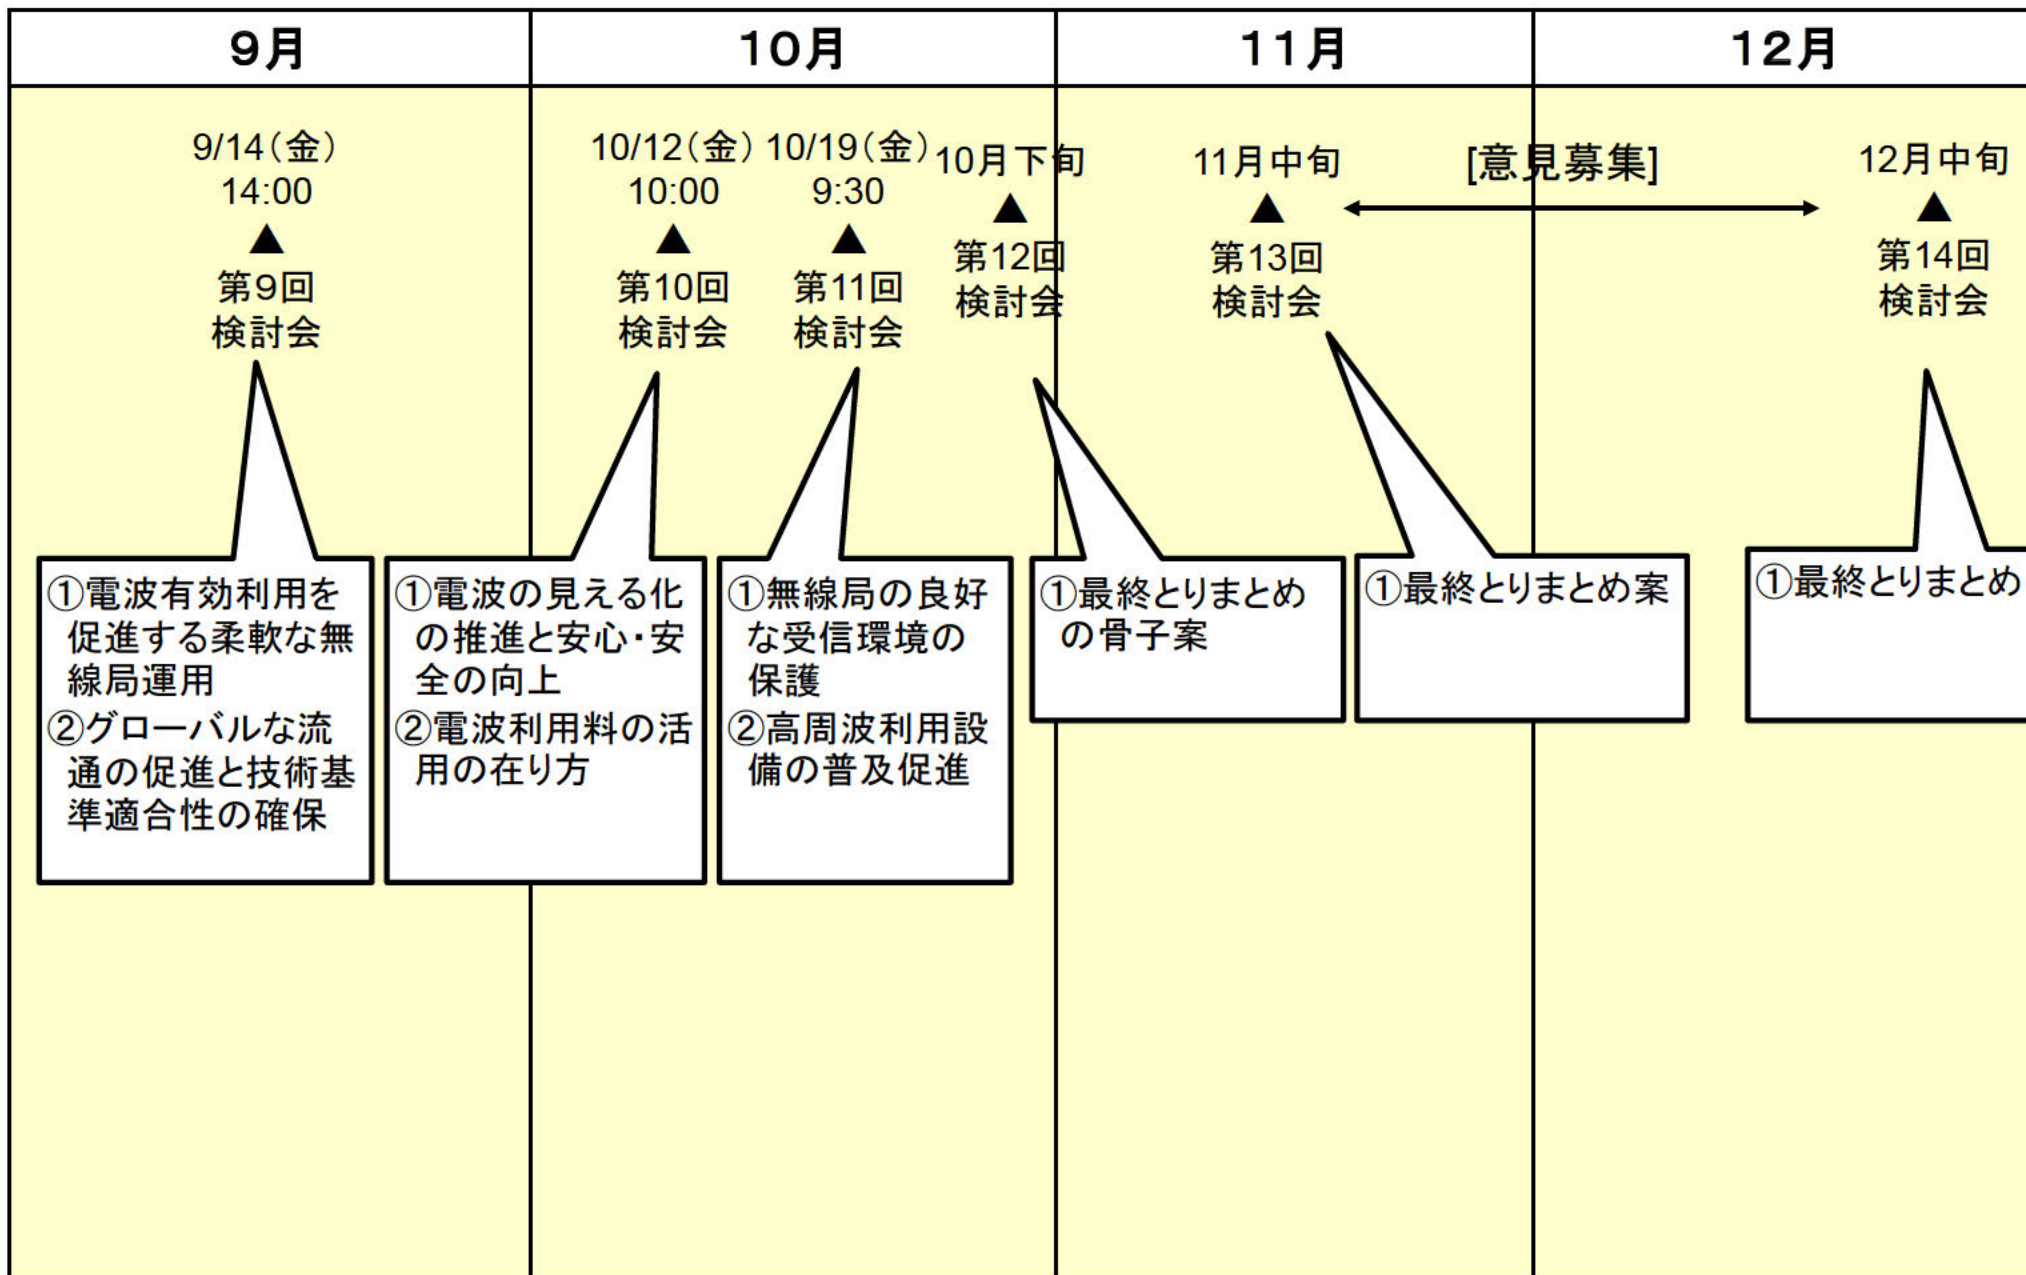 9月
10月
11月
12月
9/14(金)
14:00
▲
第9回
検討会
10/12(金)
10:00
▲
第10回
検討会
10/19(金)
9:30
▲
第11回
検討会
10月下旬
▲
第12回
検討会
11月中旬
▲
第13回
検討会
[意見募集]
12月中旬
▲
第14回
検討会
①電波有効利用を
促進する柔軟な無
線局運用
②グローバルな流
通の促進と技術基
準適合性の確保
①電波の見える化
の推進と安心・安
全の向上
②電波利用料の活
用の在り方
①無線局の良好
な受信環境の
保護
②高周波利用設
備の普及促進
①最終とりまとめ
の骨子案
①最終とりまとめ案
①最終とりまとめ